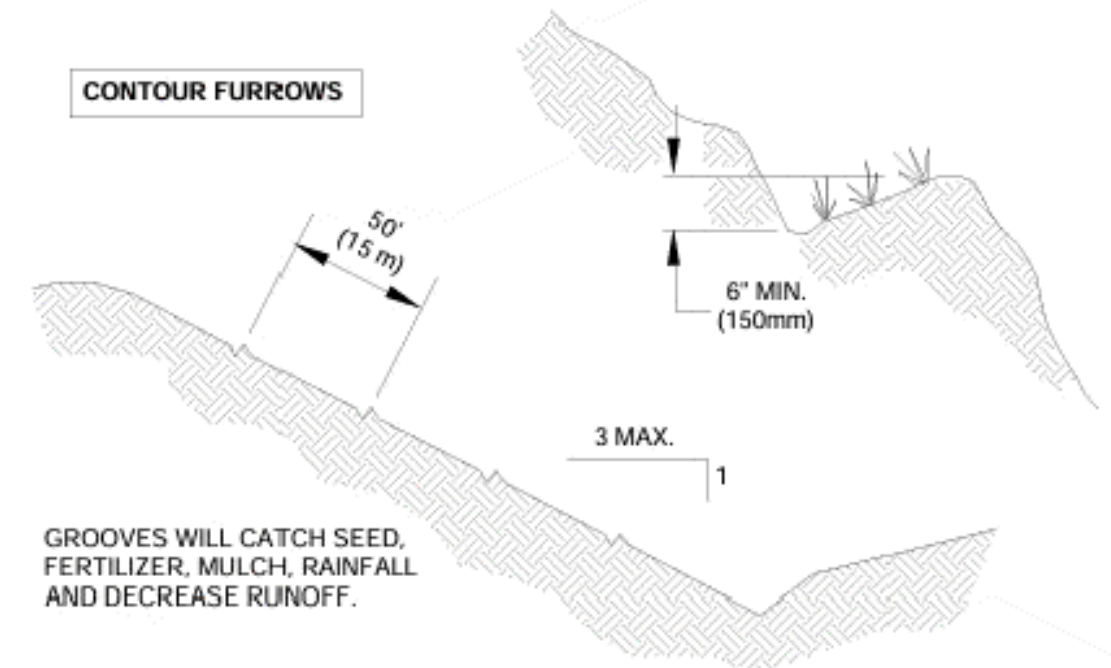 CONTOUR FURROWS
50'
(15 m)
6" MIN.
(150mm)
3 MAX.
1
GROOVES WILL CATCH SEED,
FERTILIZER, MULCH, RAINFALL
AND DECREASE RUNOFF.